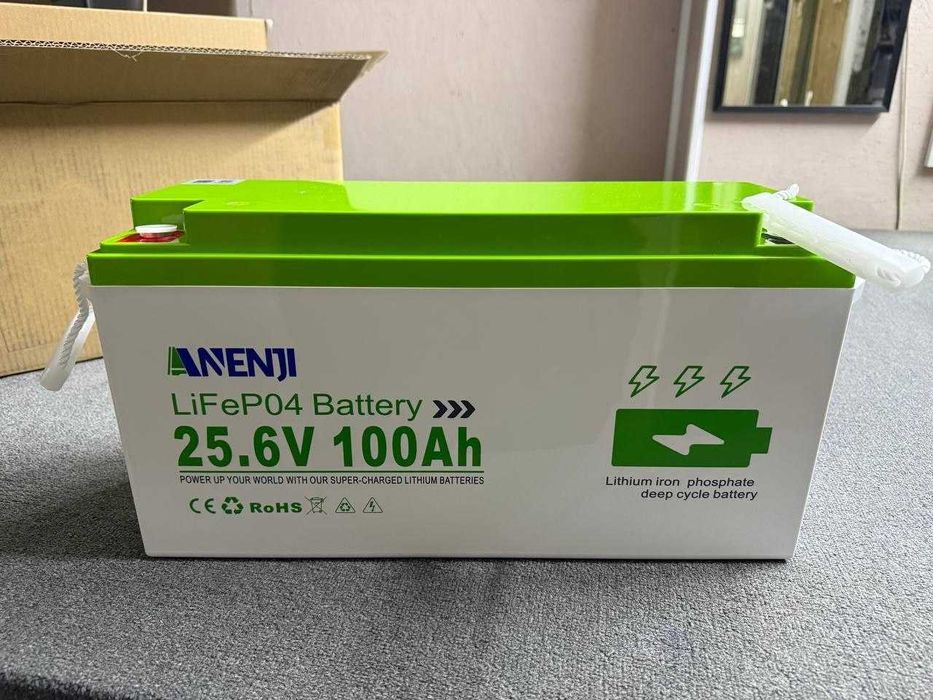 ANENJI
LiFeP04 Battery
25.6V 100Ah
POWER UP YOUR WORLD WITH OUR SUPER-CHARGED LITHIUM BATTERIES
CE RoHS
Lithium iron phosphate
deep cycle battery